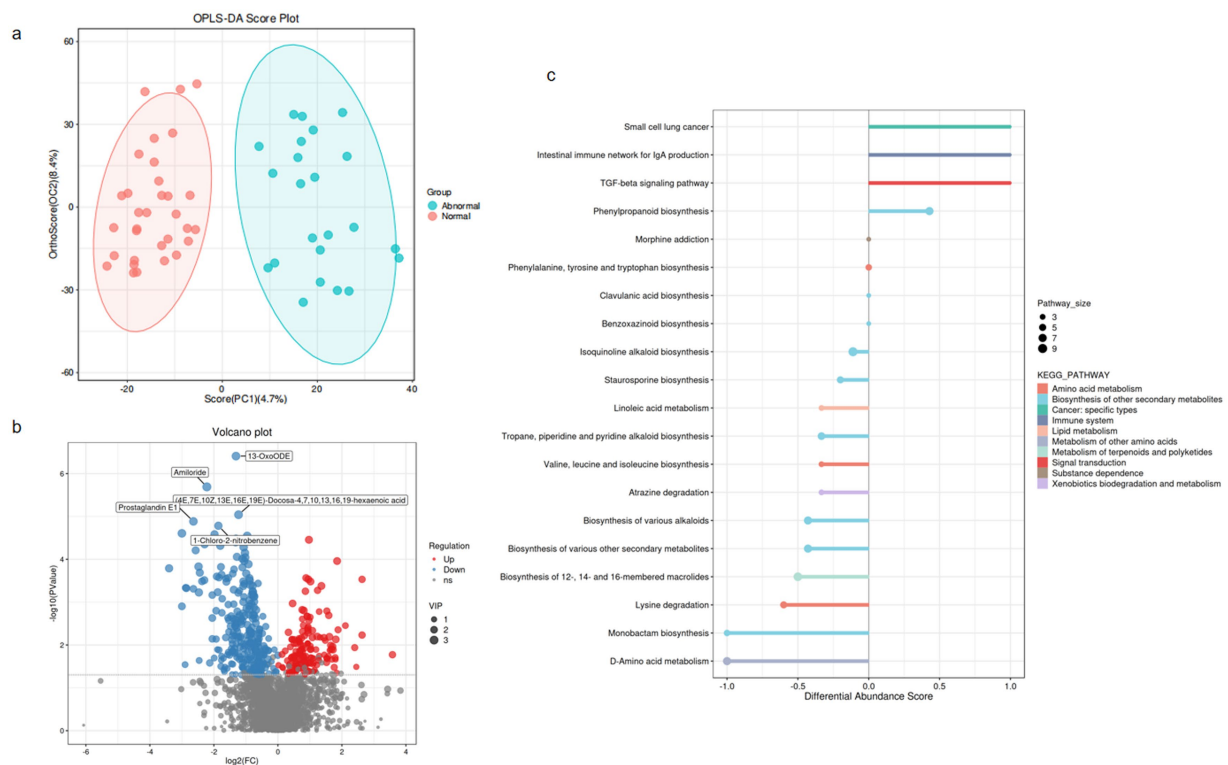 a
OPLS-DA Score Plot
60
30
0
-30
-60
OrthoScore(OC2)(8.4%)
-20
0
20
40
Score(PC1)(4.7%)
Group
Abnormal
Normal
b
Volcano plot
13-OxoODE
Amiloride
(4E,7E,10Z,13E,16E,19E)-Docosa-4,7,10,13,16,19-hexaenoic acid
Prostaglandin E1
1-Chloro-2-nitrobenzene
6
4
2
0
-log10(PValue)
-6
-4
-2
0
2
4
log2(FC)
Regulation
Up
Down
ns
VIP
1
2
3
c
Small cell lung cancer
Intestinal immune network for IgA production
TGF-beta signaling pathway
Phenylpropanoid biosynthesis
Morphine addiction
Phenylalanine, tyrosine and tryptophan biosynthesis
Clavulanic acid biosynthesis
Benzoxazinoid biosynthesis
Isoquinoline alkaloid biosynthesis
Staurosporine biosynthesis
Linoleic acid metabolism
Tropane, piperidine and pyridine alkaloid biosynthesis
Valine, leucine and isoleucine biosynthesis
Atrazine degradation
Biosynthesis of various alkaloids
Biosynthesis of various other secondary metabolites
Biosynthesis of 12-, 14- and 16-membered macrolides
Lysine degradation
Monobactam biosynthesis
D-Amino acid metabolism
-1.0
-0.5
0.0
0.5
1.0
Differential Abundance Score
Pathway_size
3
5
7
9
KEGG_PATHWAY
Amino acid metabolism
Biosynthesis of other secondary metabolites
Cancer: specific types
Immune system
Lipid metabolism
Metabolism of other amino acids
Metabolism of terpenoids and polyketides
Signal transduction
Substance dependence
Xenobiotics biodegradation and metabolism